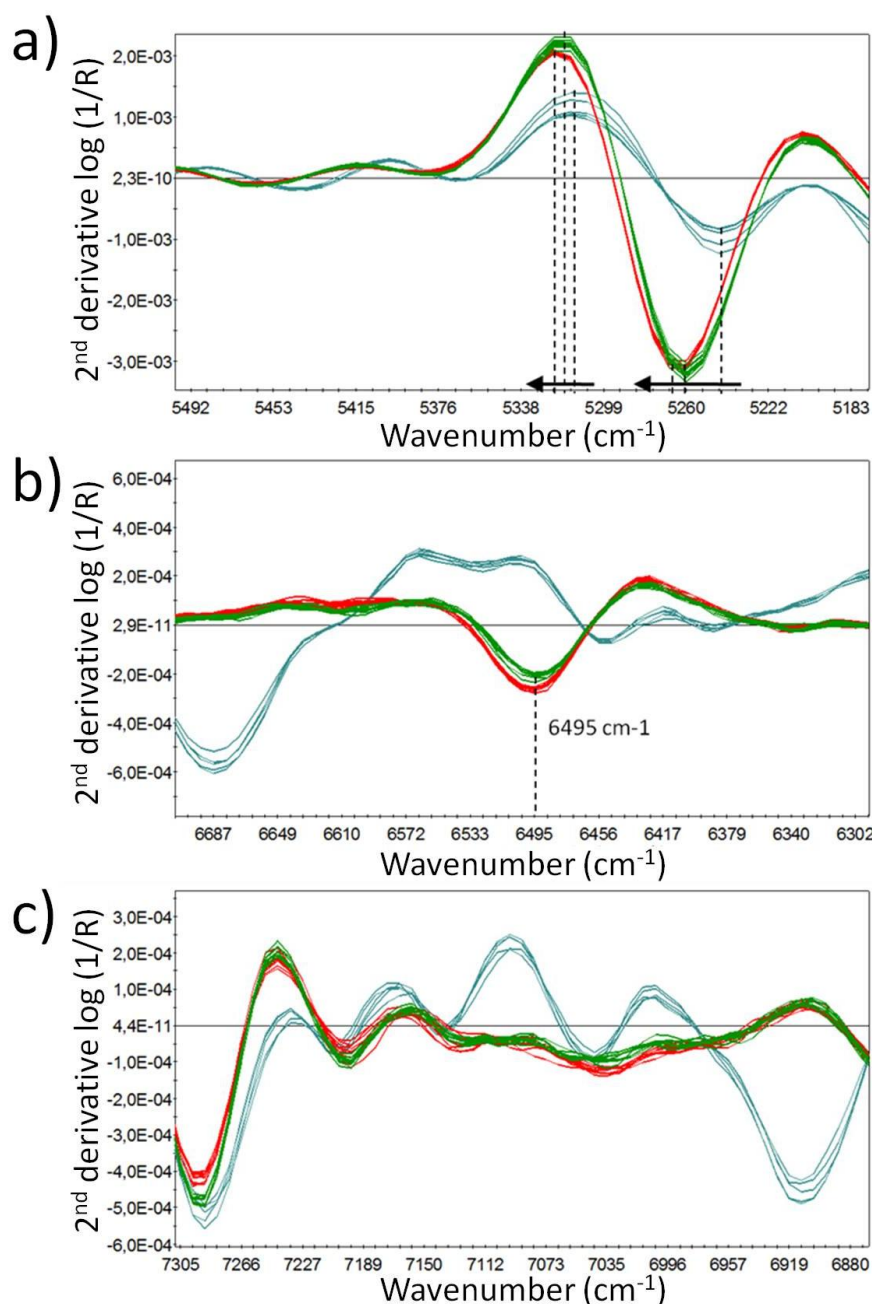 a)
2nd derivative log (1/R)
2,0E-03
1,0E-03
2,3E-10
-1,0E-03
-2,0E-03
-3,0E-03
5492 5453 5415 5376 5338 5299 5260 5222 5183
Wavenumber (cm-1)
b)
2nd derivative log (1/R)
6,0E-04
4,0E-04
2,0E-04
2,9E-11
-2,0E-04
-4,0E-04
-6,0E-04
6495 cm-1
6687 6649 6610 6572 6533 6495 6456 6417 6379 6340 6302
Wavenumber (cm-1)
c)
2nd derivative log (1/R)
3,0E-04
2,0E-04
1,0E-04
4,4E-11
-1,0E-04
-2,0E-04
-3,0E-04
-4,0E-04
-5,0E-04
-6,0E-04
7305 7266 7227 7189 7150 7112 7073 7035 6996 6957 6919 6880
Wavenumber (cm-1)